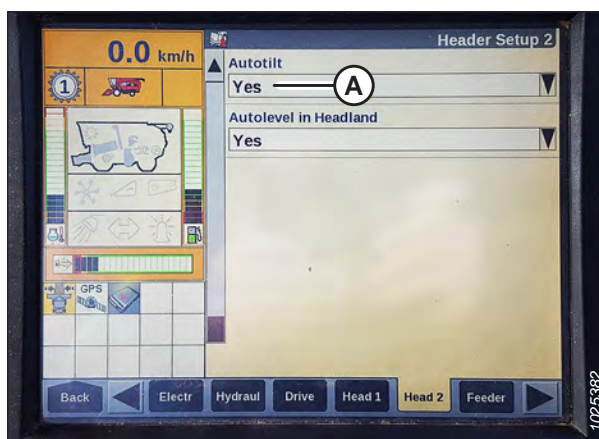 0.0 km/h
Header Setup 2
Autotilt
Yes
A
Autolevel in Headland
Yes
1
GPS
Back
Electr
Hydraul
Drive
Head 1
Head 2
Feeder
1025382